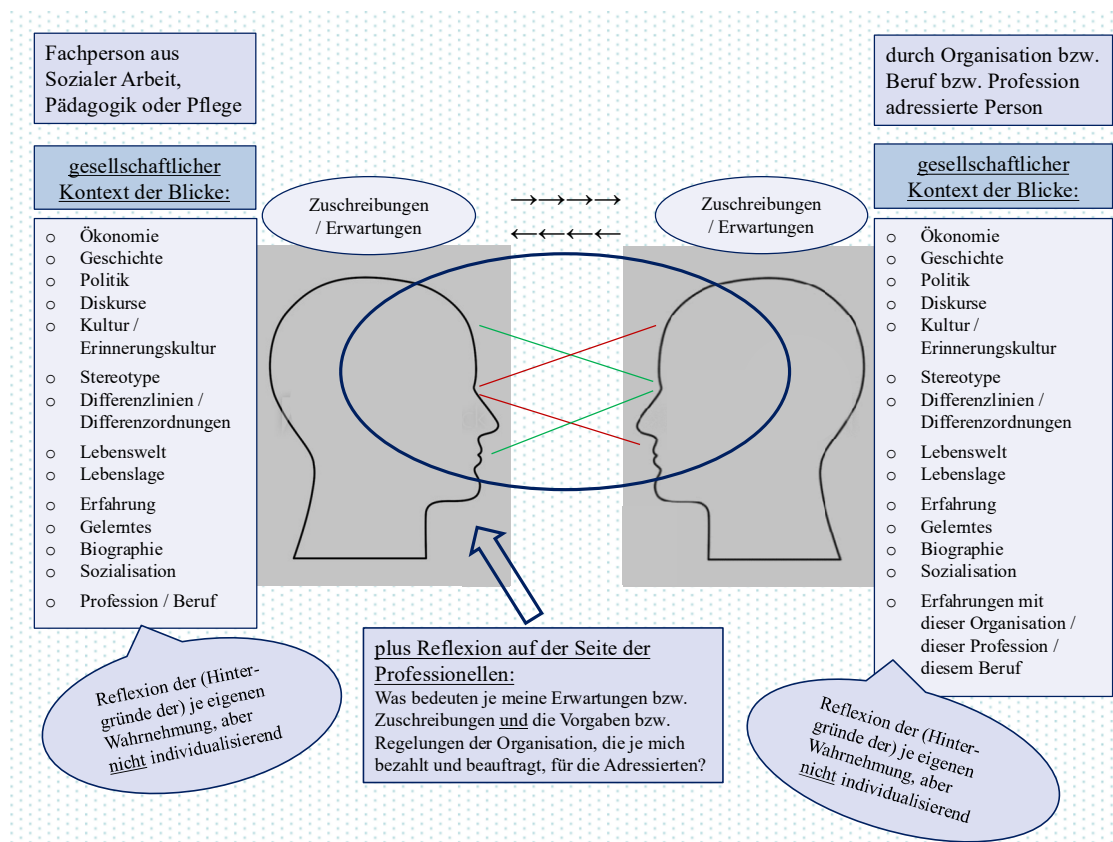 Fachperson aus
Sozialer Arbeit,
Pädagogik oder Pflege
durch Organisation bzw.
Beruf bzw. Profession
adressierte Person
gesellschaftlicher
Kontext der Blicke:
gesellschaftlicher
Kontext der Blicke:
Zuschreibungen
/ Erwartungen
→→→→
←←←←
Zuschreibungen
/ Erwartungen
o Ökonomie
o Geschichte
o Politik
o Diskurse
o Kultur /
Erinnerungskultur
o Stereotype
o Differenzlinien /
Differenzordnungen
o Lebenswelt
o Lebenslage
o Erfahrung
o Gelerntes
o Biographie
o Sozialisation
o Profession / Beruf
o Ökonomie
o Geschichte
o Politik
o Diskurse
o Kultur /
Erinnerungskultur
o Stereotype
o Differenzlinien /
Differenzordnungen
o Lebenswelt
o Lebenslage
o Erfahrung
o Gelerntes
o Biographie
o Sozialisation
o Erfahrungen mit
dieser Organisation /
dieser Profession /
diesem Beruf
Reflexion der (Hinter-
gründe der) je eigenen
Wahrnehmung, aber
nicht individualisierend
plus Reflexion auf der Seite der
Professionellen:
Was bedeuten je meine Erwartungen bzw.
Zuschreibungen und die Vorgaben bzw.
Regelungen der Organisation, die je mich
bezahlt und beauftragt, für die Adressierten?
Reflexion der (Hinter-
gründe der) je eigenen
Wahrnehmung, aber
nicht individualisierend